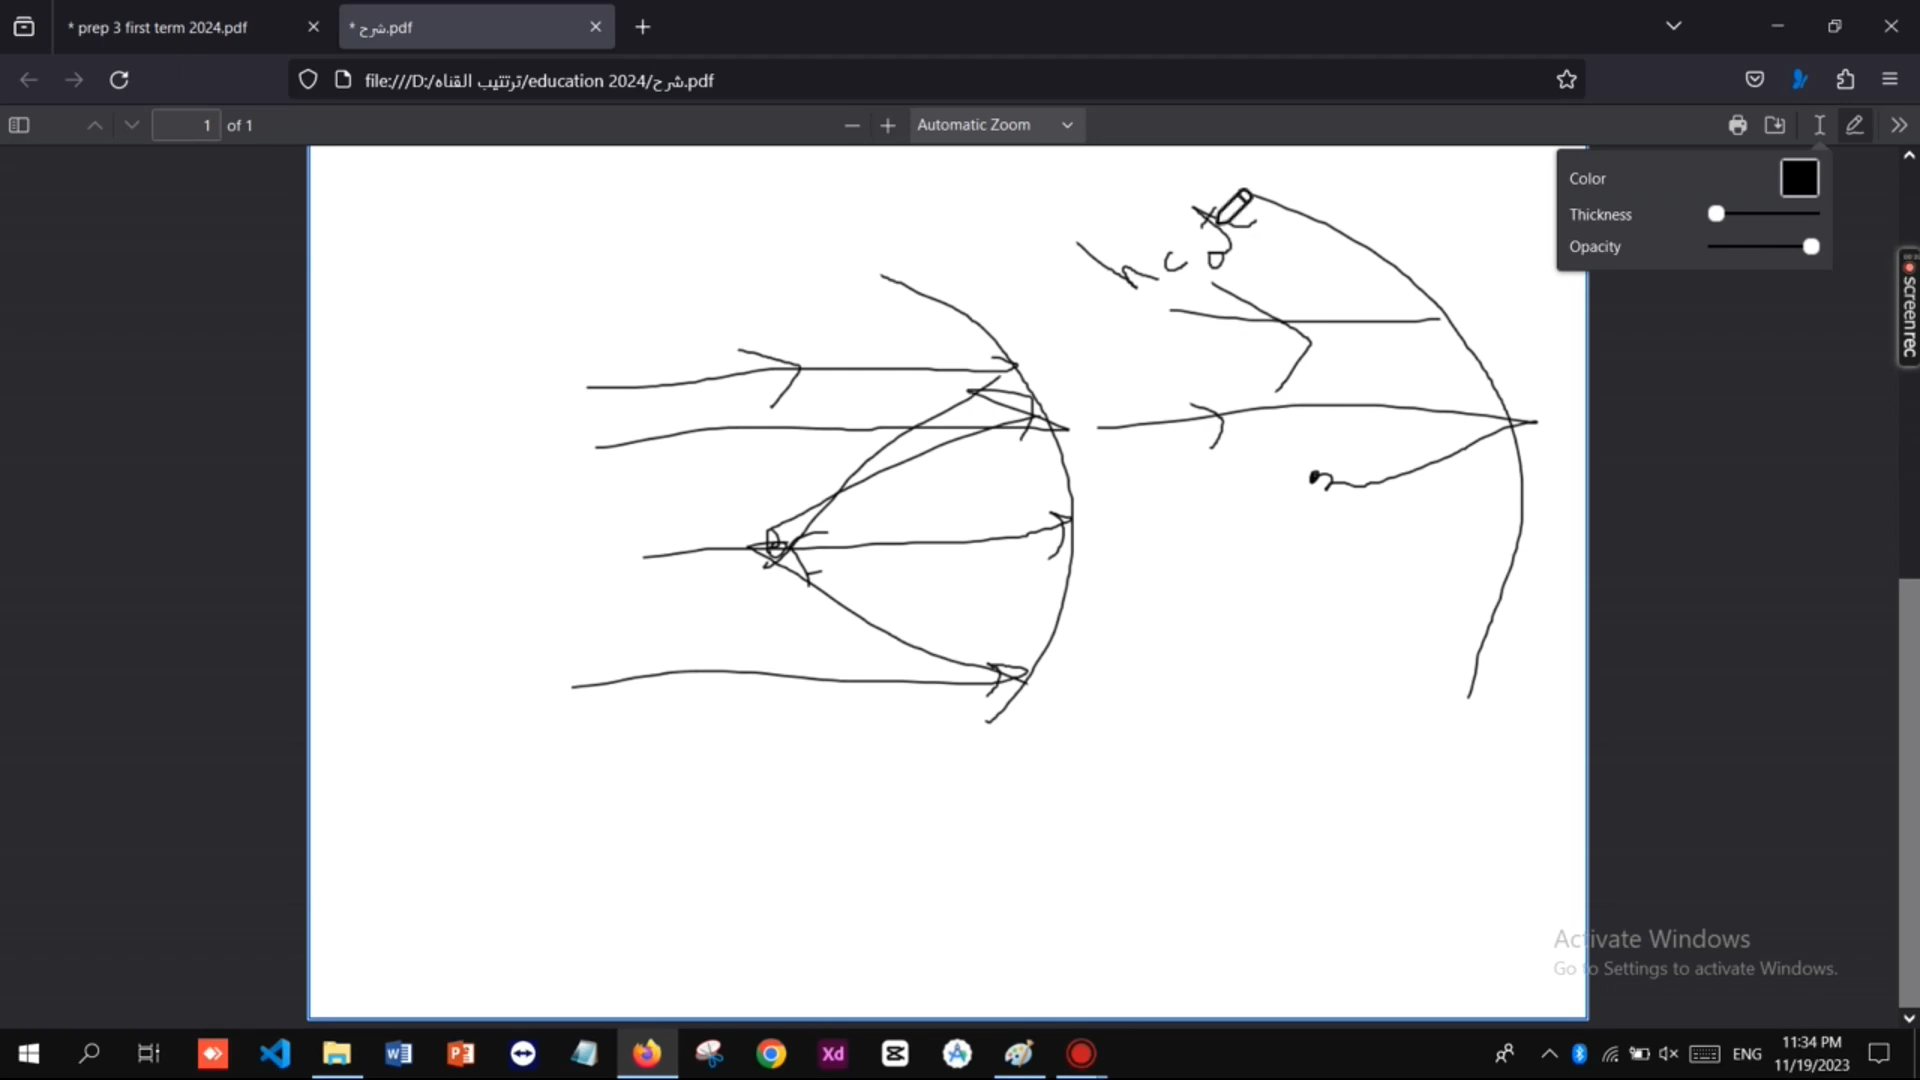 * prep 3 first term 2024.pdf
* شرح.pdf
file:///D:/ترتتيب القناه/education 2024/شرح.pdf
1 of 1
Automatic Zoom
Color
Thickness
Opacity
screenrec
Activate Windows
Go to Settings to activate Windows.
Xd
ENG
11:34 PM
11/19/2023